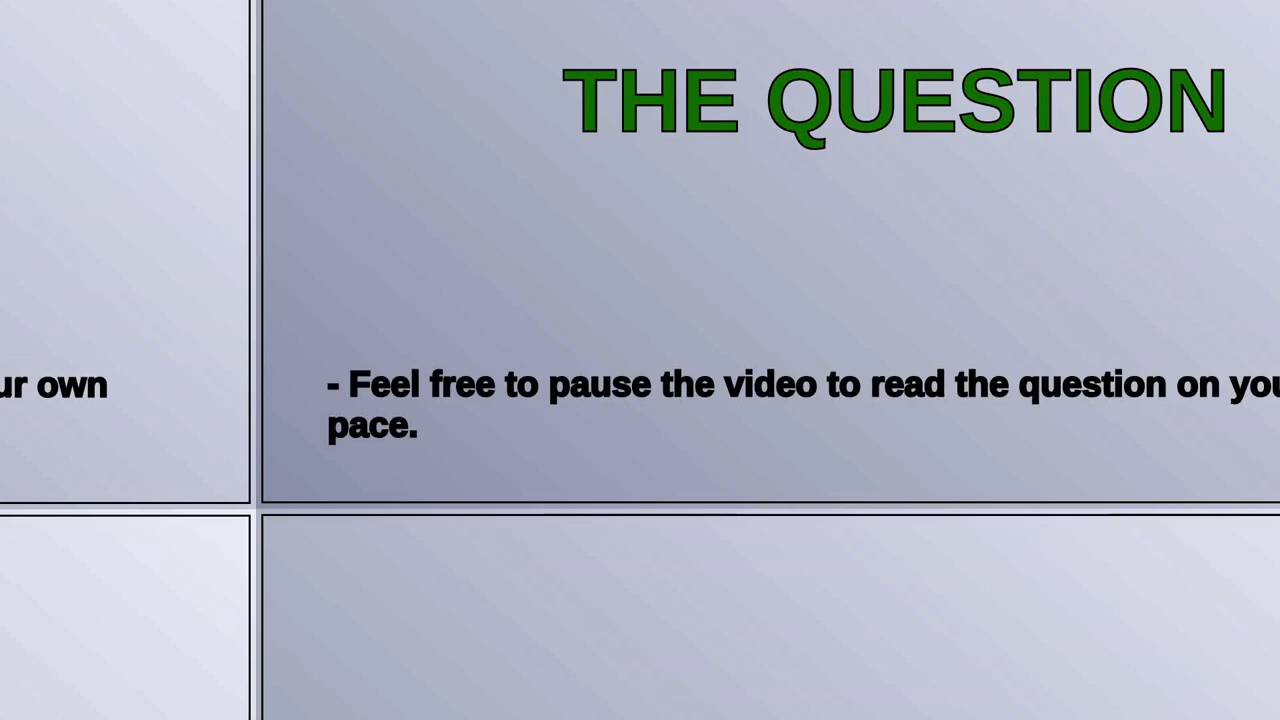 THE QUESTION
ur own
- Feel free to pause the video to read the question on you
pace.